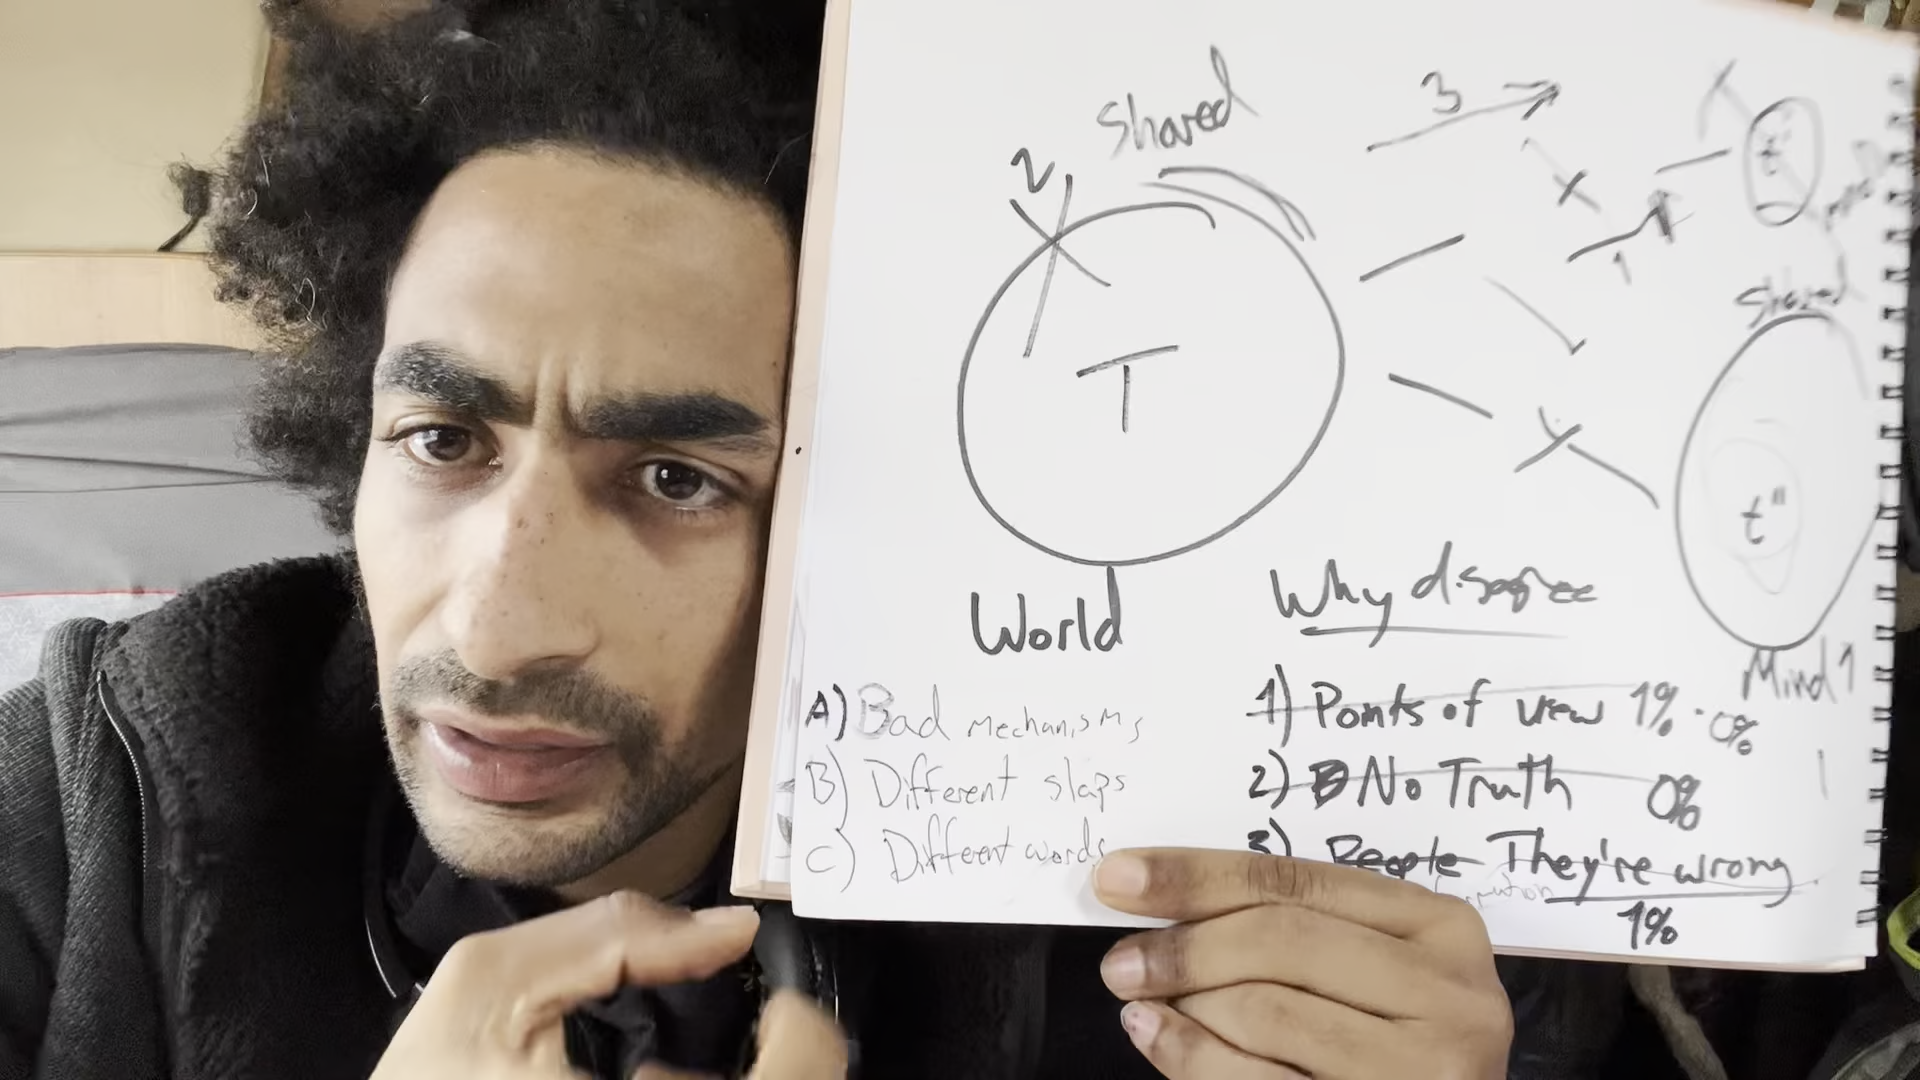 Shared
3
2
t'
1
Shared
T
t"
World
Mind 1
Why disagree
A) Bad mechanisms
B) Different slaps
C) Different words
1) Points of view 1% · 0%
2) No Truth 0%
3) People They're wrong
1%